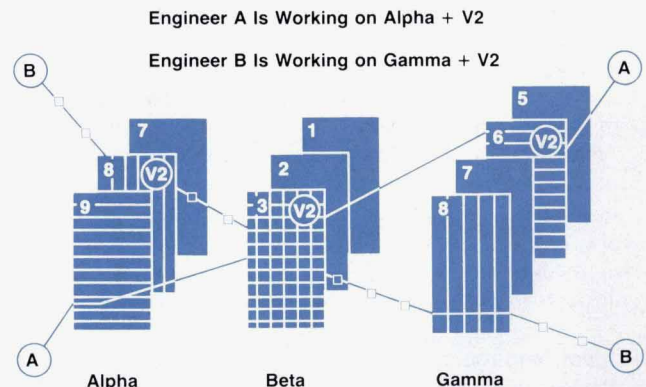 Engineer A Is Working on Alpha + V2
Engineer B Is Working on Gamma + V2
B
A
7
8
V2
9
1
2
3
V2
5
6
V2
7
8
A
B
Alpha
Beta
Gamma